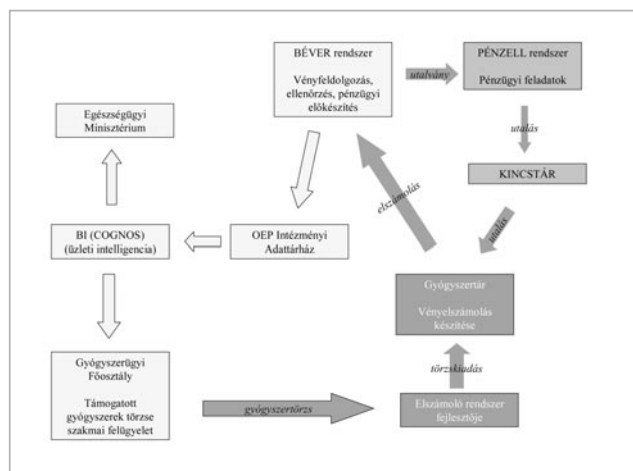 BÉVER rendszer
Vényfeldolgozás,
ellenőrzés, pénzügyi
előkészítés
utalvány
PÉNZELL rendszer
Pénzügyi feladatok
utalás
KINCSTÁR
utalás
Egészségügyi
Minisztérium
elszámolás
BI (COGNOS)
(üzleti intelligencia)
OEP Intézményi
Adattárház
Gyógyszertár
Vényelszámolás
készítése
törzskiadás
Gyógyszerügyi
Főosztály
Támogatott
gyógyszerek törzse
szakmai felügyelet
gyógyszertörzs
Elszámoló rendszer
fejlesztője